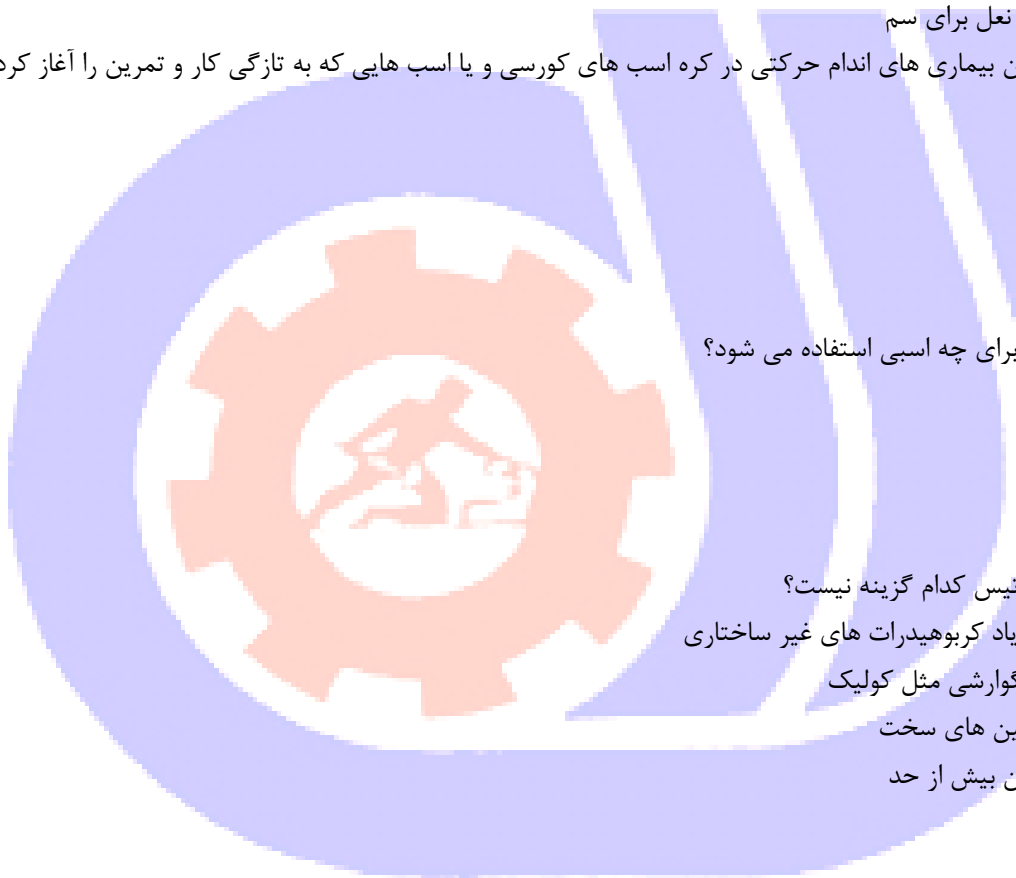 نعل برای سم
ن بیماری های اندام حرکتی در کره اسب های کورسی و یا اسب هایی که به تازگی کار و تمرین را آغاز کرد
برای چه اسبی استفاده می شود؟
تیس کدام گزینه نیست؟
یاد کربوهیدرات های غیر ساختاری
گوارشی مثل کولیک
ین های سخت
ن بیش از حد